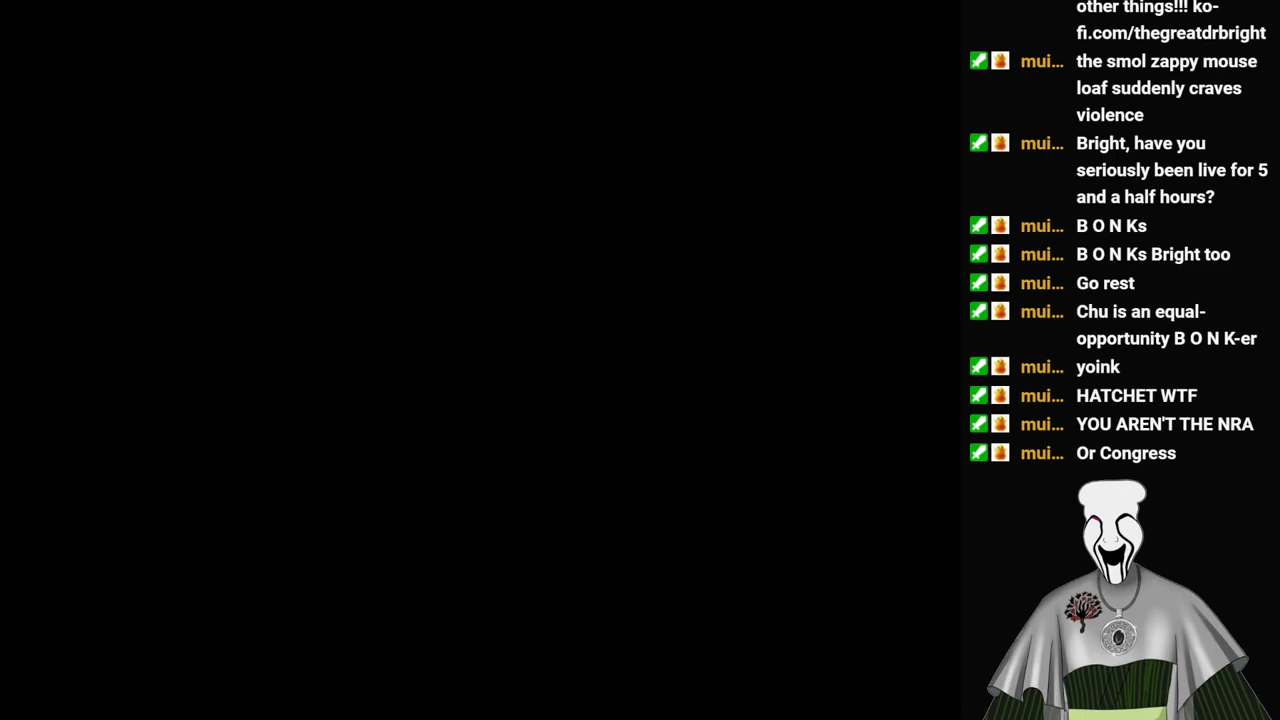 other things!!! ko-
fi.com/thegreatdrbright
mui... the smol zappy mouse
loaf suddenly craves
violence
mui... Bright, have you
seriously been live for 5
and a half hours?
mui... B O N Ks
mui... B O N Ks Bright too
mui... Go rest
mui... Chu is an equal-
opportunity B O N K-er
mui... yoink
mui... HATCHET WTF
mui... YOU AREN'T THE NRA
mui... Or Congress